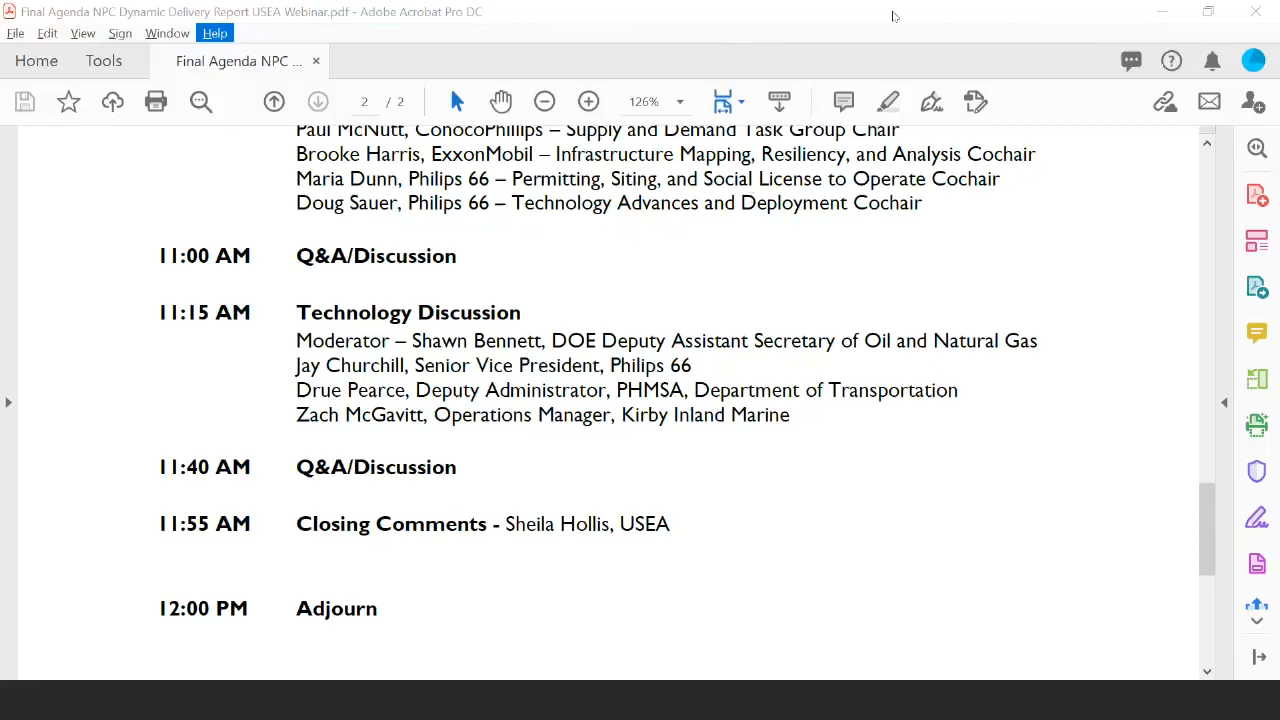 Final Agenda NPC Dynamic Delivery Report USEA Webinar.pdf - Adobe Acrobat Pro DC
File Edit View Sign Window Help
Home Tools Final Agenda NPC ... ×
2 / 2 126%
Paul McNutt, ConocoPhillips – Supply and Demand Task Group Chair
Brooke Harris, ExxonMobil – Infrastructure Mapping, Resiliency, and Analysis Cochair
Maria Dunn, Philips 66 – Permitting, Siting, and Social License to Operate Cochair
Doug Sauer, Philips 66 – Technology Advances and Deployment Cochair
11:00 AM Q&A/Discussion
11:15 AM Technology Discussion
Moderator – Shawn Bennett, DOE Deputy Assistant Secretary of Oil and Natural Gas
Jay Churchill, Senior Vice President, Philips 66
Drue Pearce, Deputy Administrator, PHMSA, Department of Transportation
Zach McGavitt, Operations Manager, Kirby Inland Marine
11:40 AM Q&A/Discussion
11:55 AM Closing Comments - Sheila Hollis, USEA
12:00 PM Adjourn